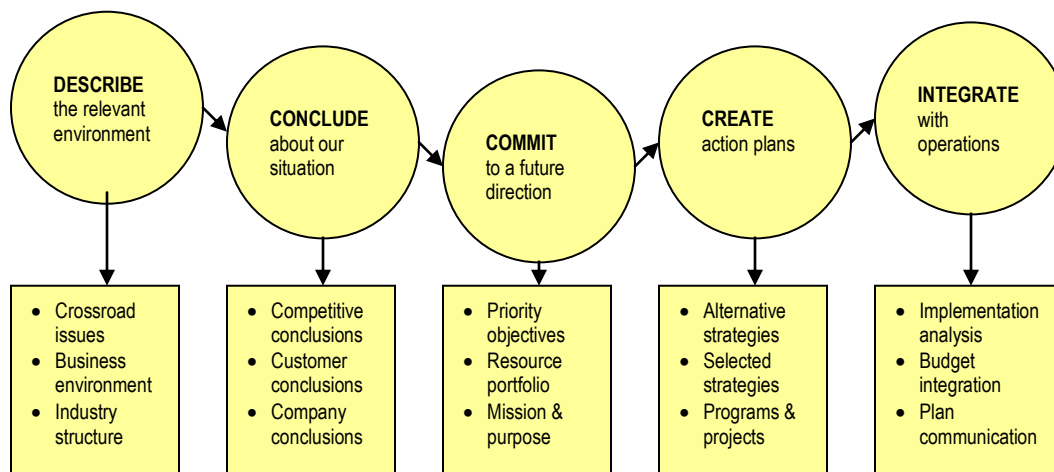 DESCRIBE
the relevant
environment
CONCLUDE
about our
situation
COMMIT
to a future
direction
CREATE
action plans
INTEGRATE
with
operations
• Crossroad
issues
• Business
environment
• Industry
structure
• Competitive
conclusions
• Customer
conclusions
• Company
conclusions
• Priority
objectives
• Resource
portfolio
• Mission &
purpose
• Alternative
strategies
• Selected
strategies
• Programs &
projects
• Implementation
analysis
• Budget
integration
• Plan
communication